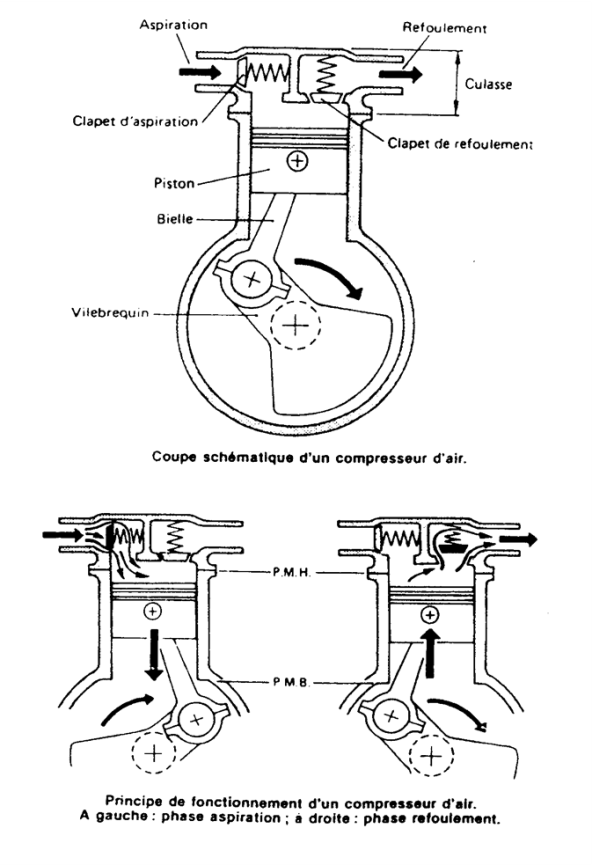 Aspiration
Refoulement
Culasse
Clapet d'aspiration
Clapet de refoulement
Piston
Bielle
Vilebrequin
Coupe schématique d'un compresseur d'air.
P.M.H.
P.M.B.
Principe de fonctionnement d'un compresseur d'air.
A gauche : phase aspiration ; à droite : phase refoulement.